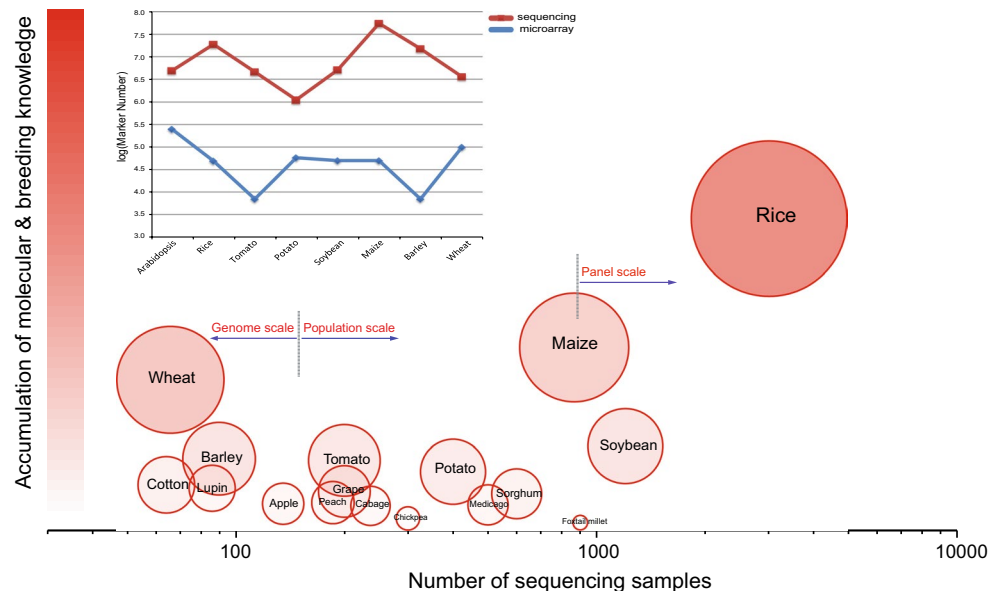 Accumulation of molecular & breeding knowledge
log(Marker Number)
8.0
7.5
7.0
6.5
6.0
5.5
5.0
4.5
4.0
3.5
3.0
Arabidopsis
Rice
Tomato
Potato
Soybean
Maize
Barley
Wheat
sequencing
microarray
Rice
Panel scale
Genome scale
Population scale
Maize
Wheat
Barley
Tomato
Potato
Soybean
Cotton
Lupin
Grape
Sorghum
Apple
Peach
Cabage
Medicago
Chickpea
Foxtail millet
100
1000
10000
Number of sequencing samples